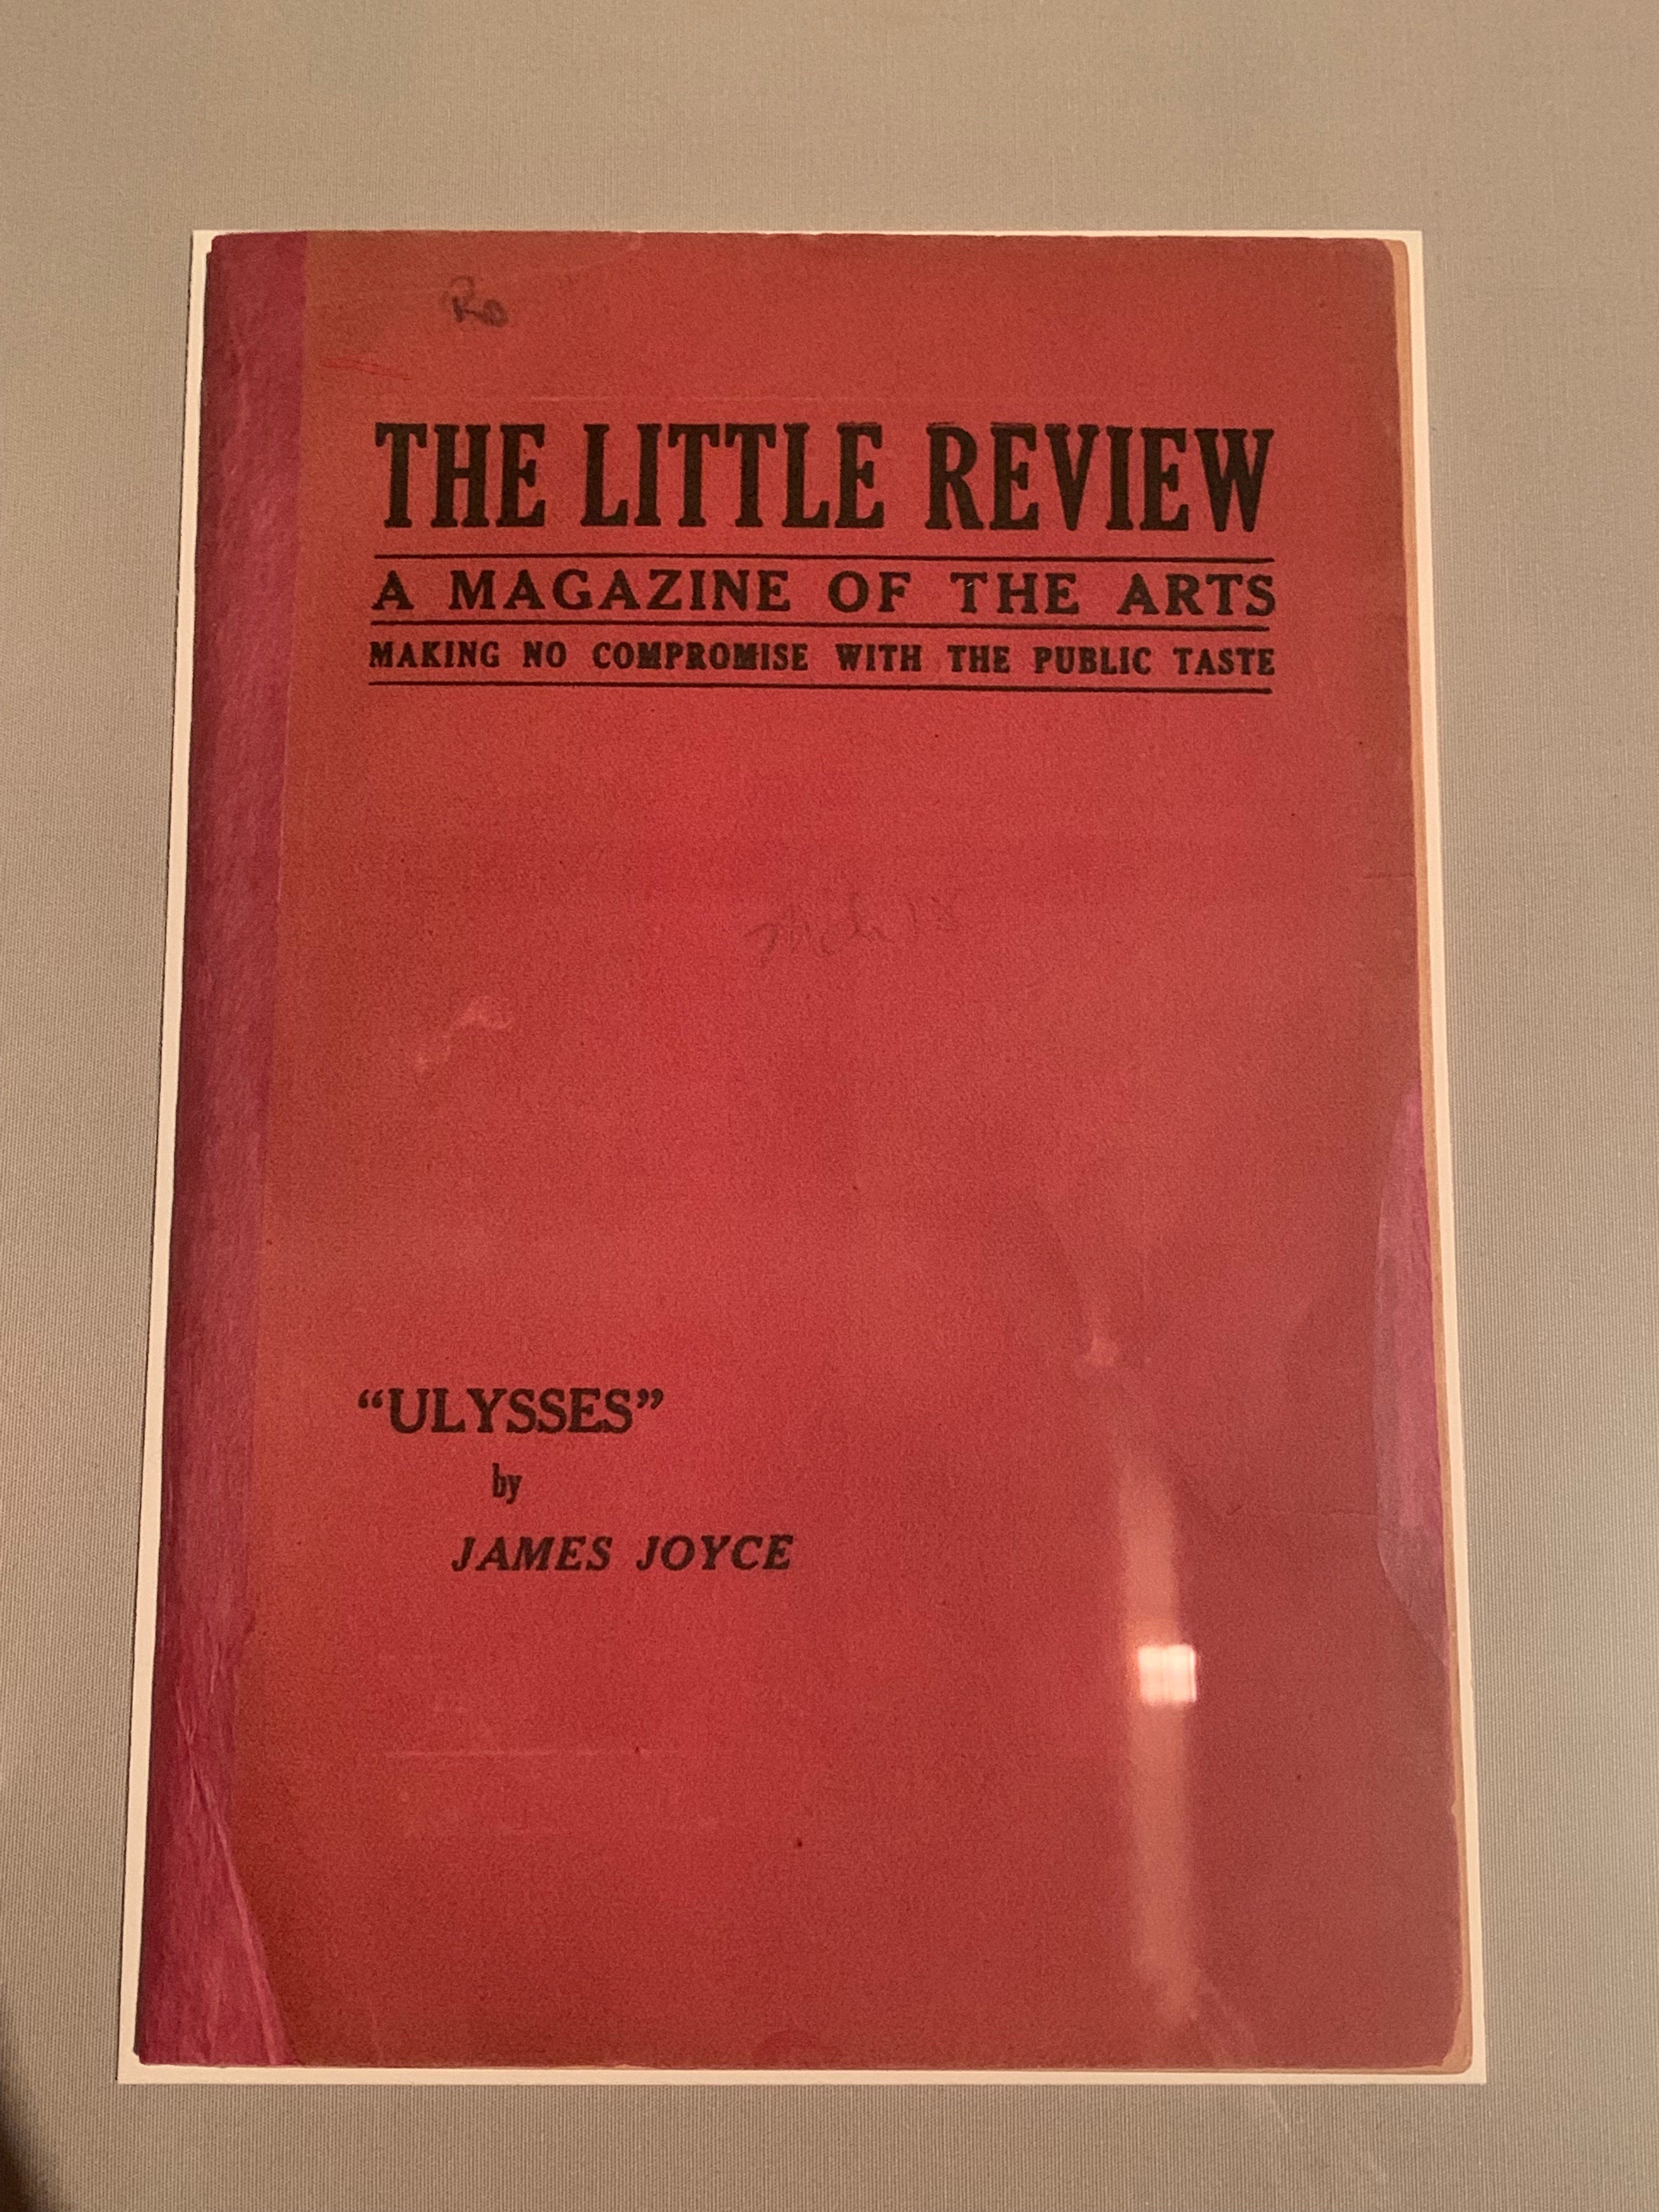 THE LITTLE REVIEW
A MAGAZINE OF THE ARTS
MAKING NO COMPROMISE WITH THE PUBLIC TASTE
"ULYSSES"
by
JAMES JOYCE